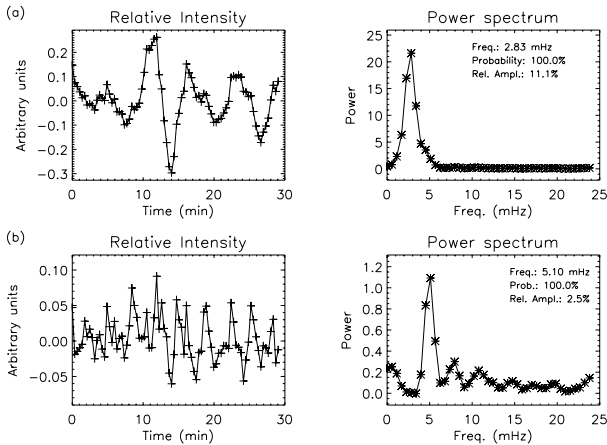 (a)
Relative Intensity
Power spectrum
Arbitrary units
0.2
0.1
0.0
−0.1
−0.2
−0.3
0
10
20
30
Time (min)
Power
25
20
15
10
5
0
Freq.: 2.83 mHz
Probability: 100.0%
Rel. Ampl.: 11.1%
0
5
10
15
20
25
Freq. (mHz)
(b)
Relative Intensity
Power spectrum
Arbitrary units
0.10
0.05
0.00
−0.05
0
10
20
30
Time (min)
Power
1.2
1.0
0.8
0.6
0.4
0.2
0.0
Freq.: 5.10 mHz
Prob.: 100.0%
Rel. Ampl.: 2.5%
0
5
10
15
20
25
Freq. (mHz)